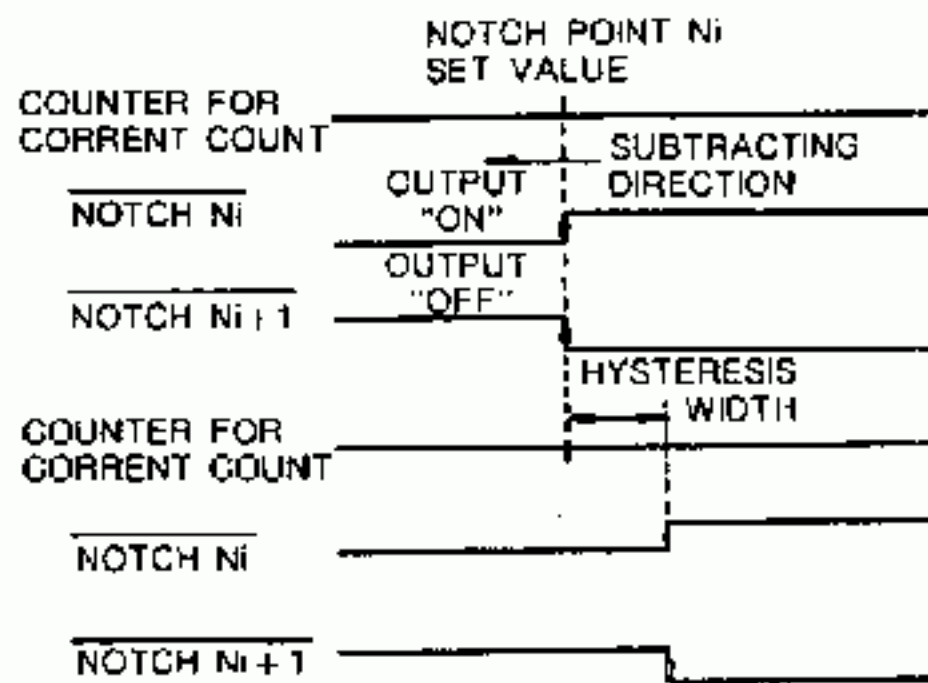 NOTCH POINT Ni
SET VALUE
COUNTER FOR
CORRENT COUNT
SUBTRACTING
DIRECTION
OUTPUT
"ON"
NOTCH Ni
OUTPUT
"OFF"
NOTCH Ni+1
HYSTERESIS
WIDTH
COUNTER FOR
CORRENT COUNT
NOTCH Ni
NOTCH Ni+1